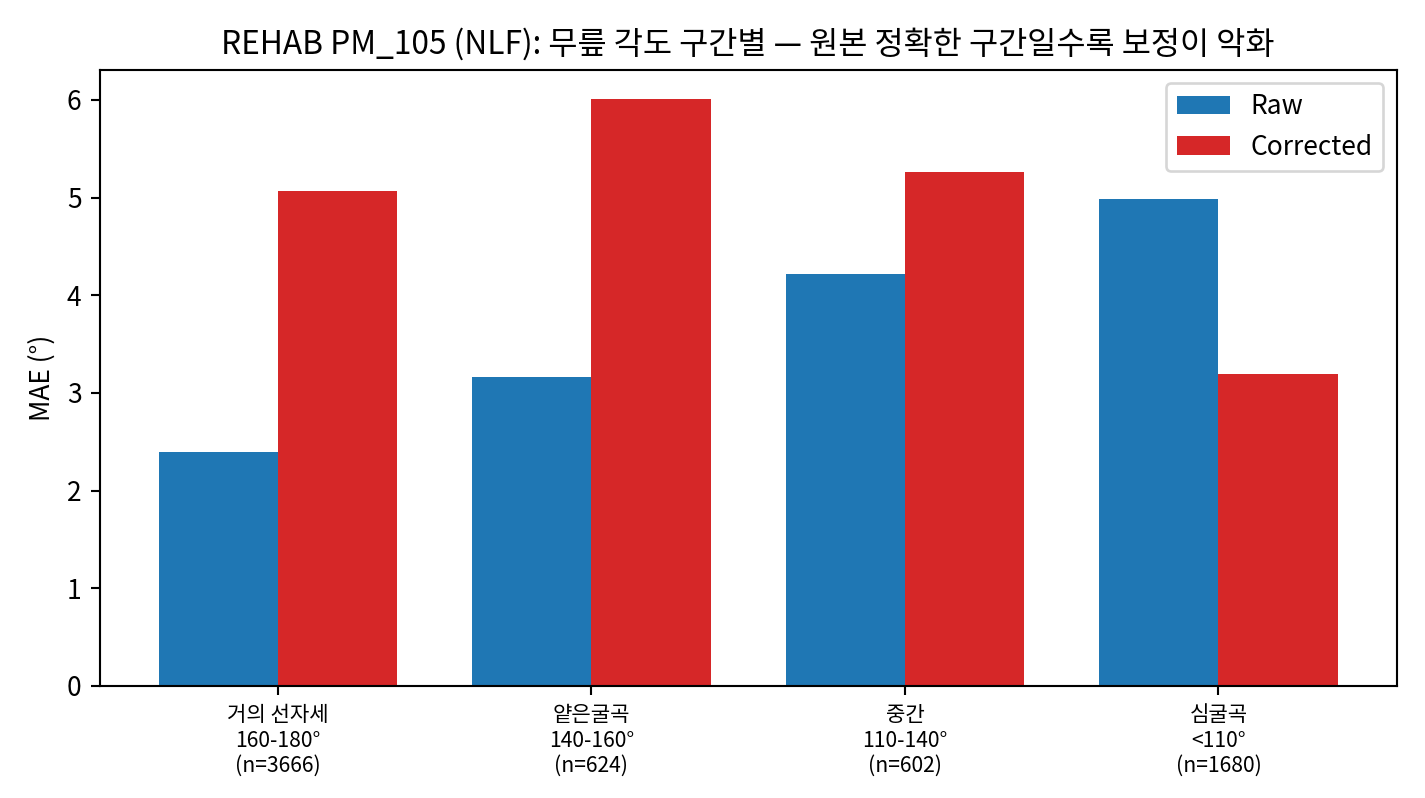 REHAB PM_105 (NLF): 무릎 각도 구간별 — 원본 정확한 구간일수록 보정이 악화
Raw
Corrected
MAE (°)
6
5
4
3
2
1
0
거의 선자세
160-180°
(n=3666)
얕은굴곡
140-160°
(n=624)
중간
110-140°
(n=602)
심굴곡
<110°
(n=1680)